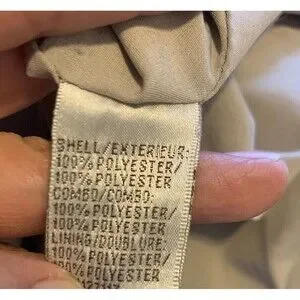 SHELL/EXTERIEUR:
100% POLYESTER/
100% POLYESTER
COMBO/COMBO:
100% POLYESTER/
100% POLYESTER
LINING/DOUBLURE:
100% POLYESTER/
100% POLYESTER